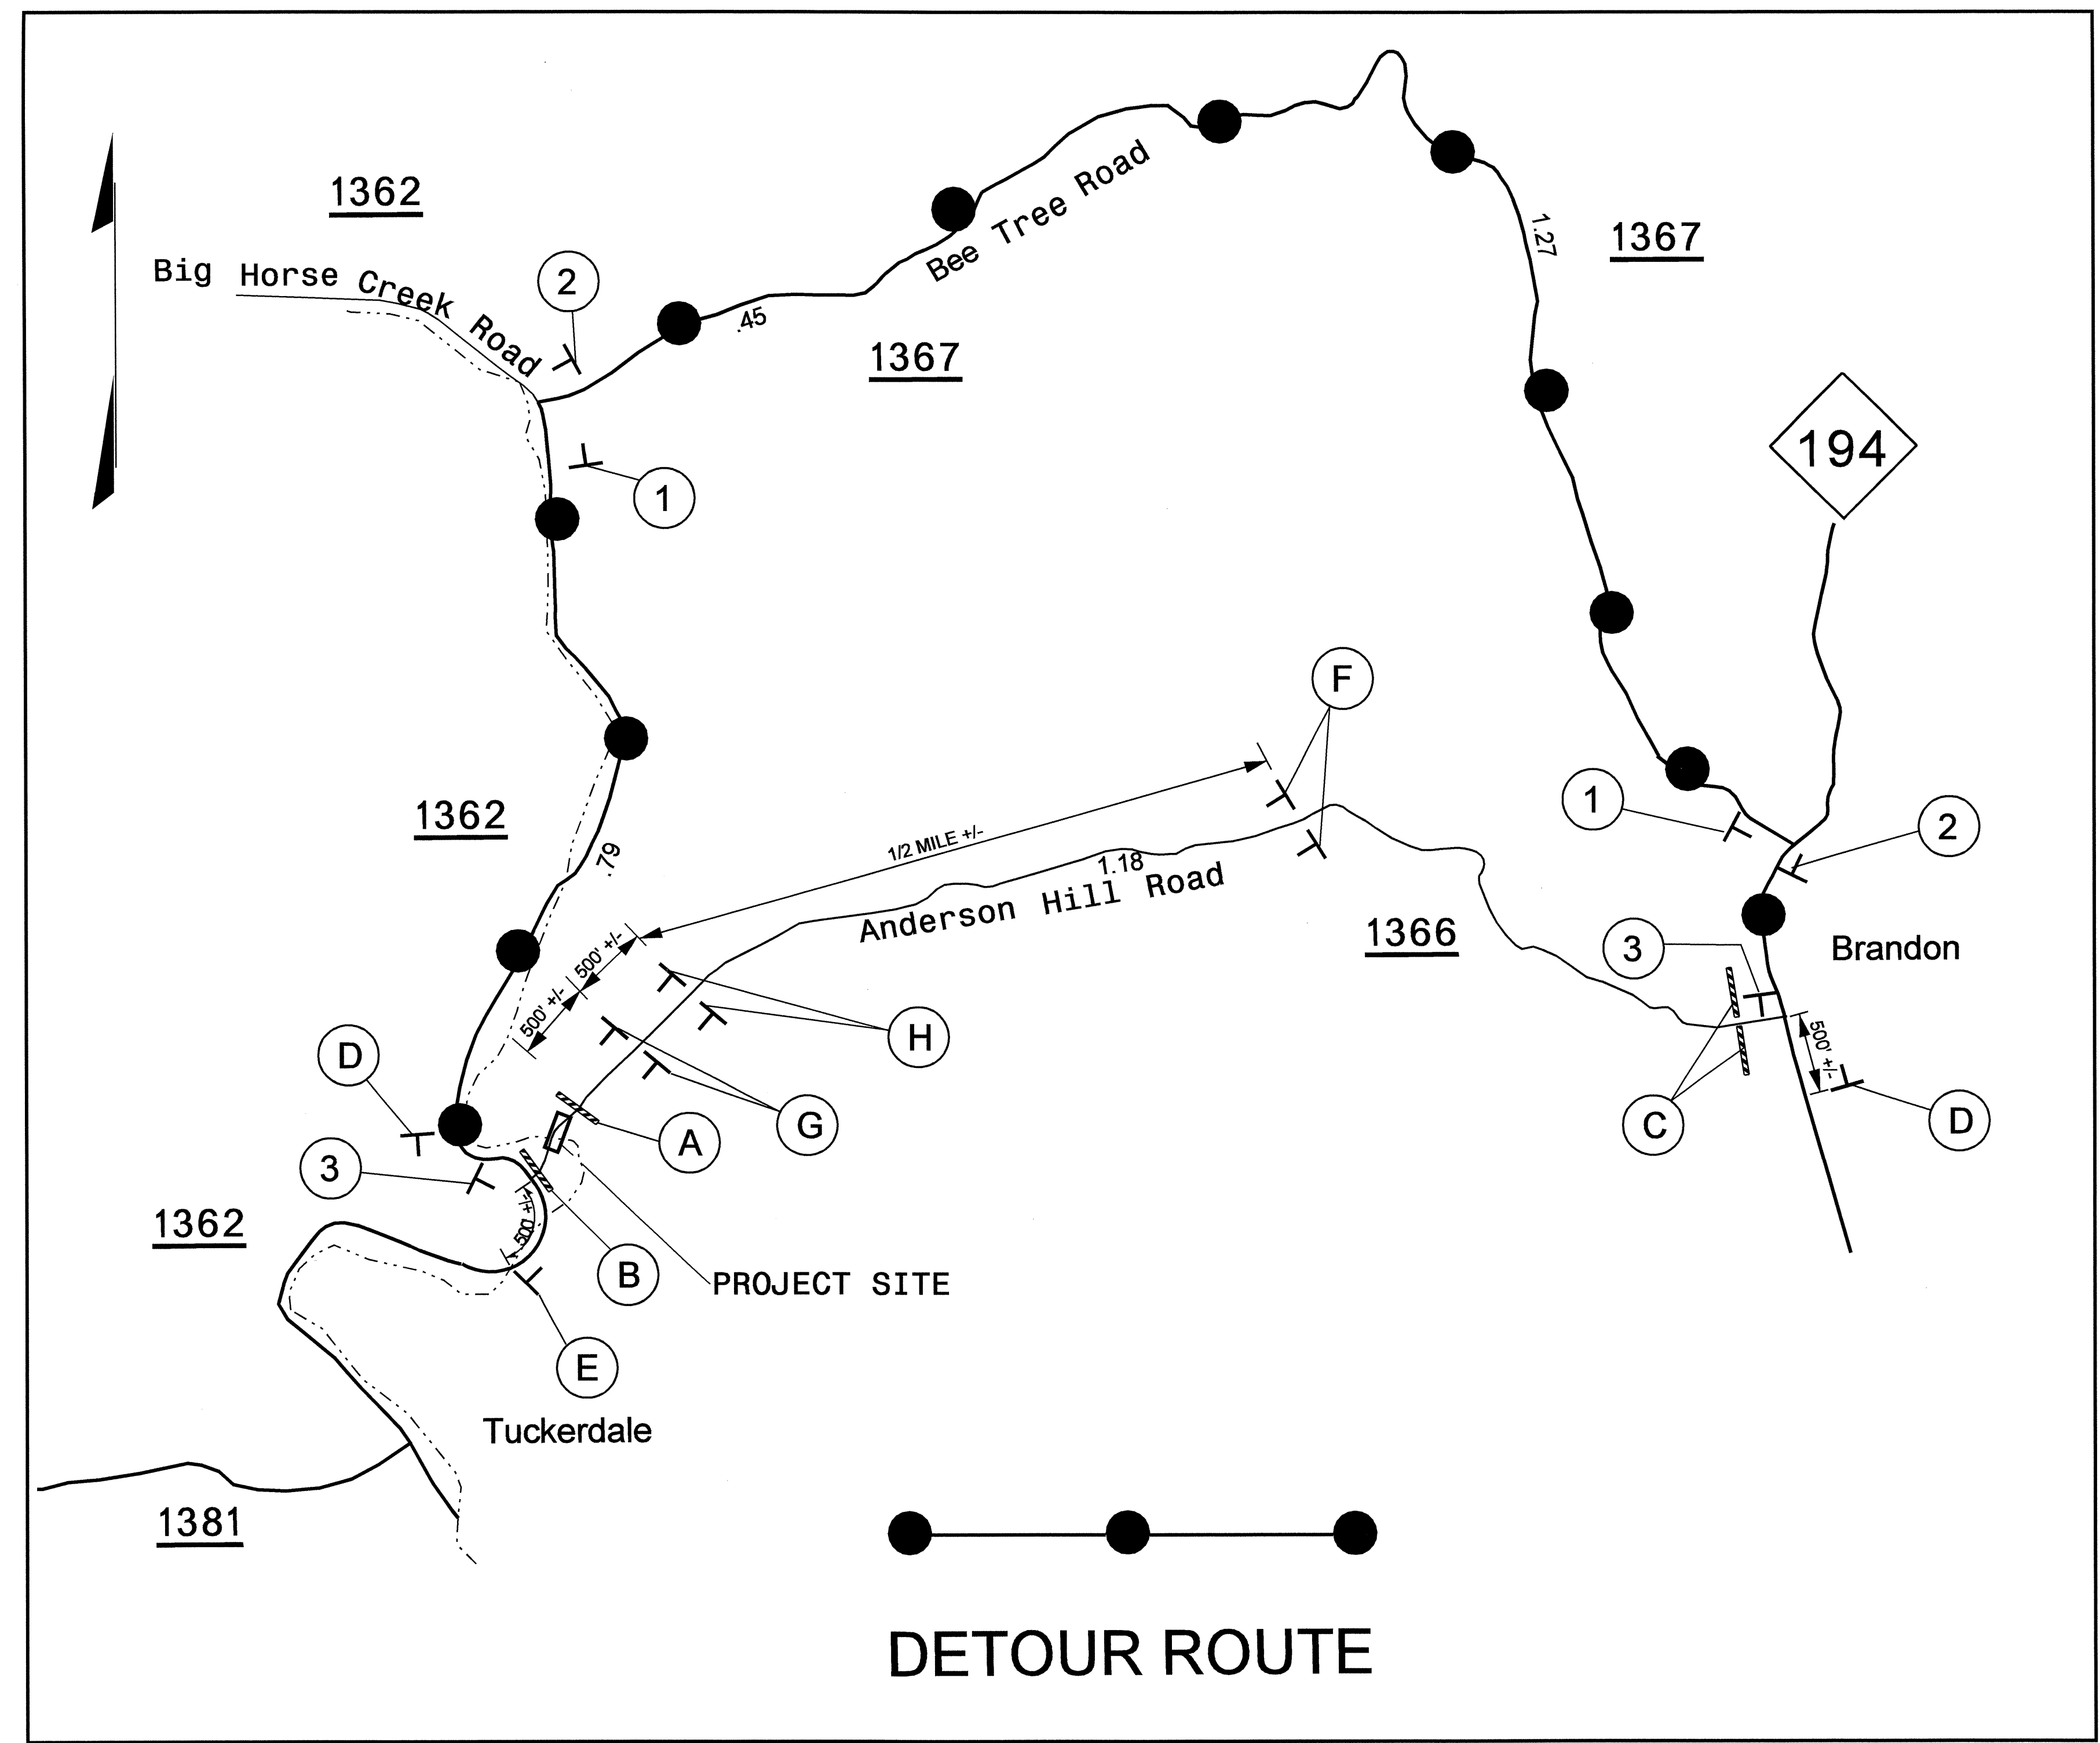 1362
Big Horse Creek Road
2
.45
Bee Tree Road
1367
1.27
1367
194
1
1362
.79
F
1/2 MILE +/-
1.18
Anderson Hill Road
1366
1
2
3
Brandon
500' +/-
500' +/-
H
G
D
3
A
C
500' +/-
D
1362
500 +/-
B
PROJECT SITE
E
Tuckerdale
1381
DETOUR ROUTE